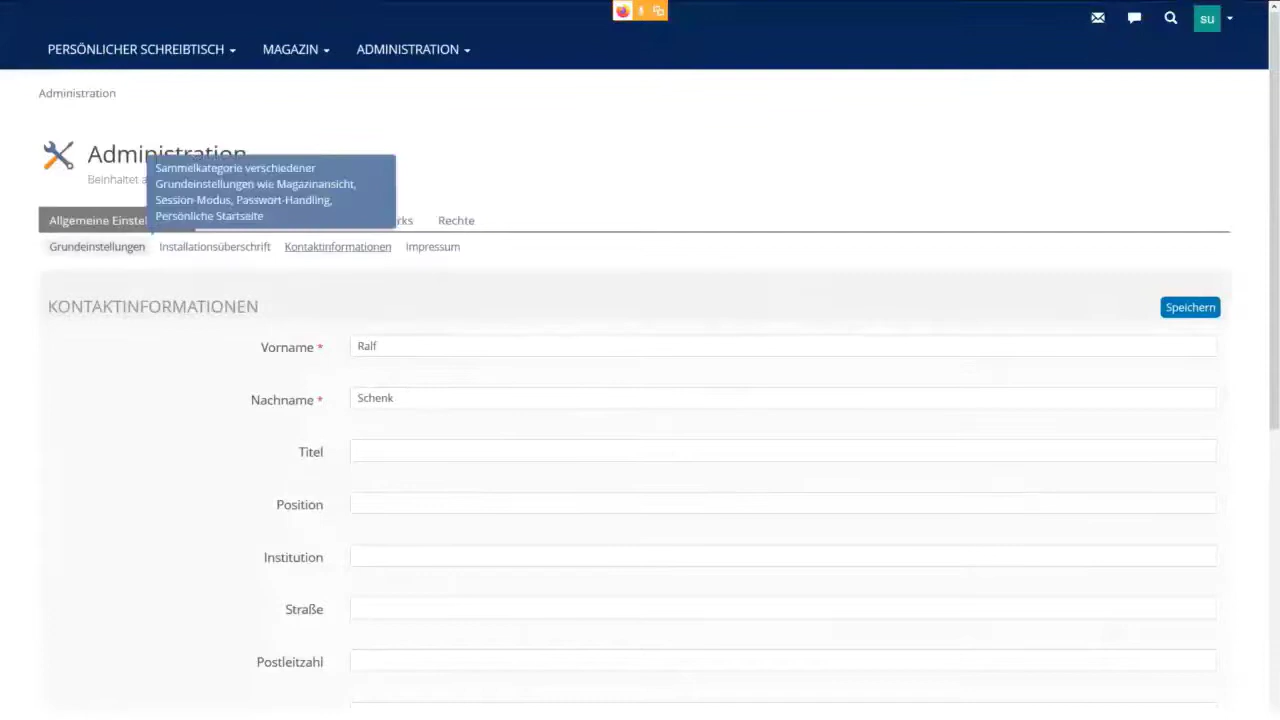 su
PERSÖNLICHER SCHREIBTISCH MAGAZIN ADMINISTRATION
Administration
Administration
Beinhaltet
Sammelkategorie verschiedener
Grundeinstellungen wie Magazinansicht,
Session-Modus, Passwort-Handling,
Persönliche Startseite
Allgemeine Einstel rks Rechte
Grundeinstellungen Installationsüberschrift Kontaktinformationen Impressum
KONTAKTINFORMATIONEN Speichern
Vorname * Ralf
Nachname * Schenk
Titel
Position
Institution
Straße
Postleitzahl